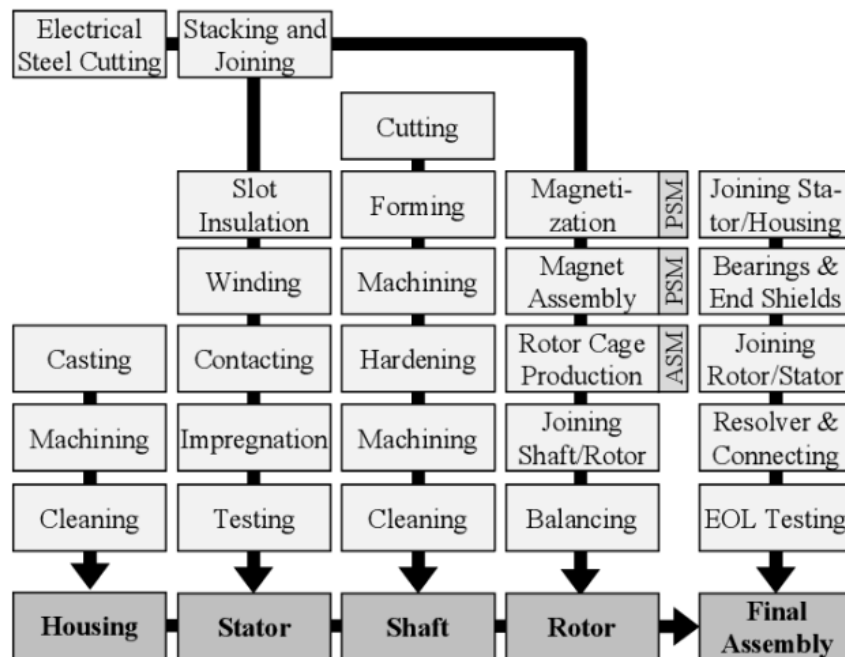 Electrical
Steel Cutting
Stacking and
Joining
Cutting
Slot
Insulation
Forming
Magneti-
zation
PSM
Joining Sta-
tor/Housing
Winding
Machining
Magnet
Assembly
PSM
Bearings &
End Shields
Casting
Contacting
Hardening
Rotor Cage
Production
ASM
Joining
Rotor/Stator
Machining
Impregnation
Machining
Joining
Shaft/Rotor
Resolver &
Connecting
Cleaning
Testing
Cleaning
Balancing
EOL Testing
Housing
Stator
Shaft
Rotor
Final
Assembly